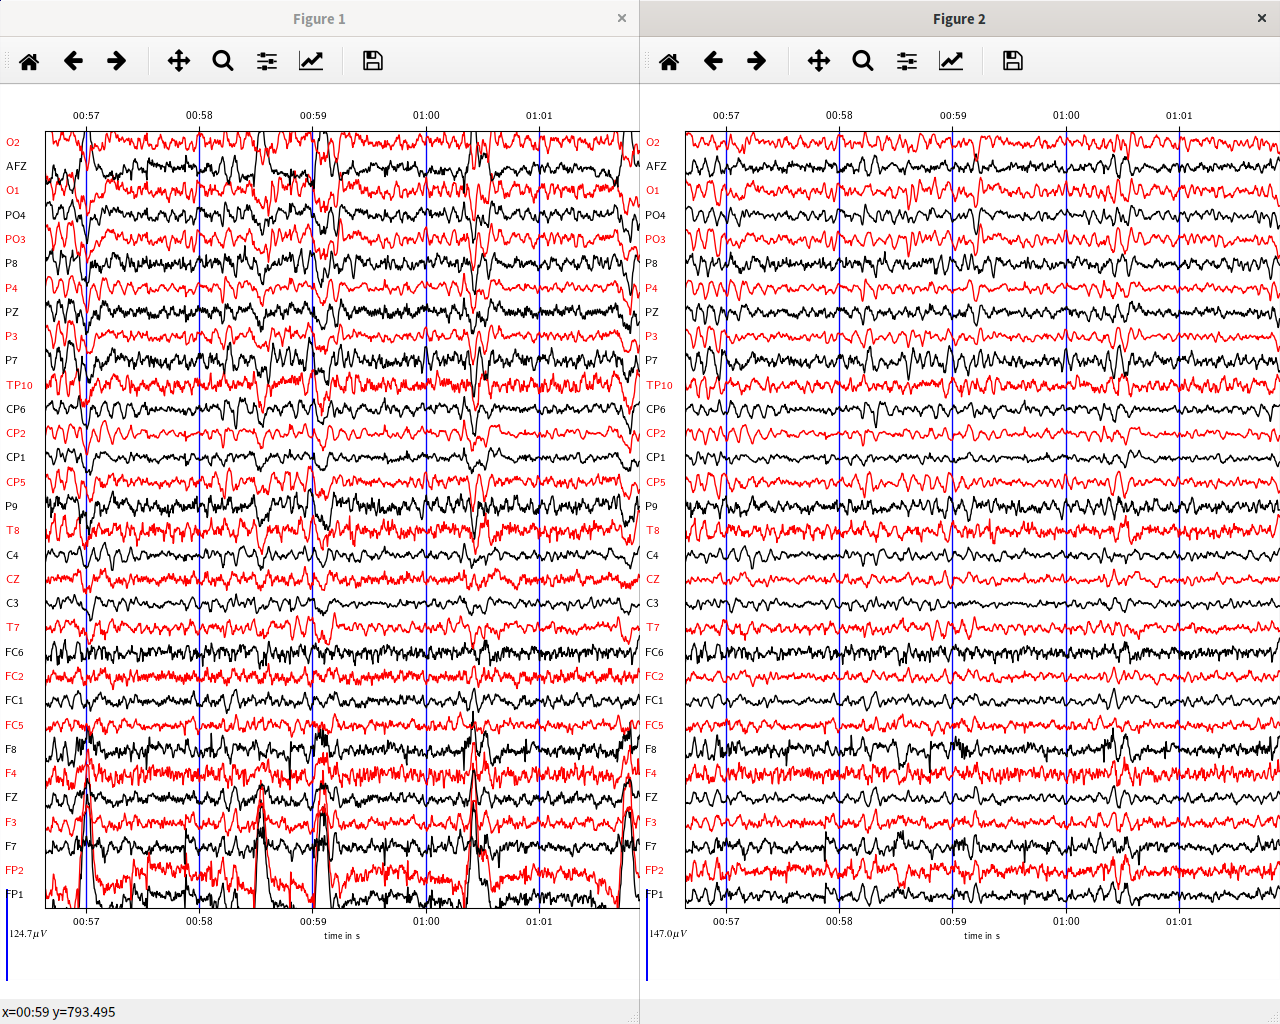 Figure 1
00:57 00:58 00:59 01:00 01:01
O2
AFZ
O1
PO4
PO3
P8
P4
PZ
P3
P7
TP10
CP6
CP2
CP1
CP5
P9
T8
C4
CZ
C3
T7
FC6
FC2
FC1
FC5
F8
F4
FZ
F3
F7
FP2
FP1
00:57 00:58 00:59 01:00 01:01
124.7μV
time in s
x=00:59 y=793.495
Figure 2
00:57 00:58 00:59 01:00 01:01
O2
AFZ
O1
PO4
PO3
P8
P4
PZ
P3
P7
TP10
CP6
CP2
CP1
CP5
P9
T8
C4
CZ
C3
T7
FC6
FC2
FC1
FC5
F8
F4
FZ
F3
F7
FP2
FP1
00:57 00:58 00:59 01:00 01:01
147.0μV
time in s